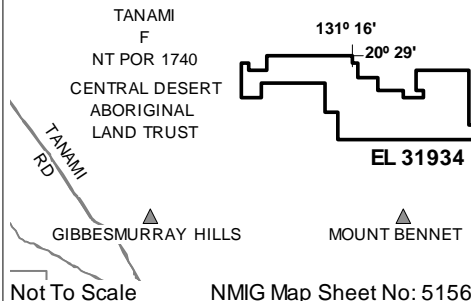 TANAMI
F
NT POR 1740
CENTRAL DESERT
ABORIGINAL
LAND TRUST
131º 16'
20º 29'
EL 31934
TANAMI
RD
GIBBESMURRAY HILLS
MOUNT BENNET
Not To Scale
NMIG Map Sheet No: 5156